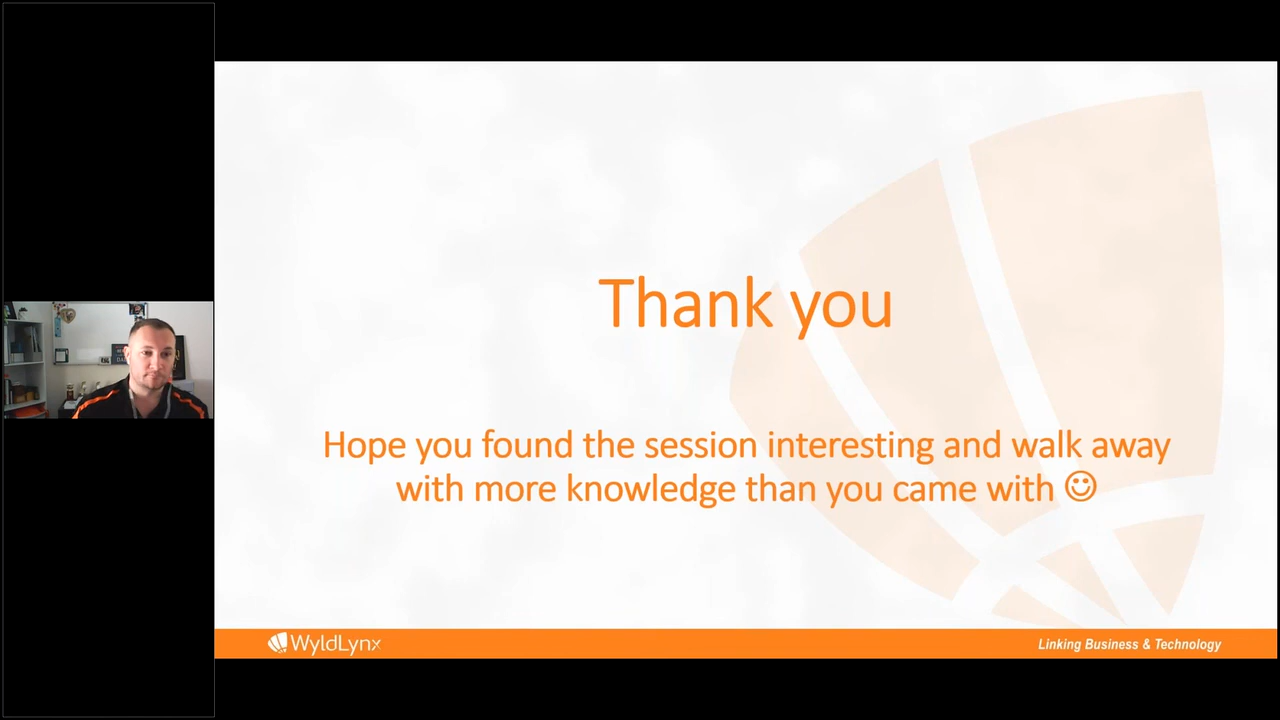 Thank you
Hope you found the session interesting and walk away
with more knowledge than you came with ☺
WyldLynx
Linking Business & Technology